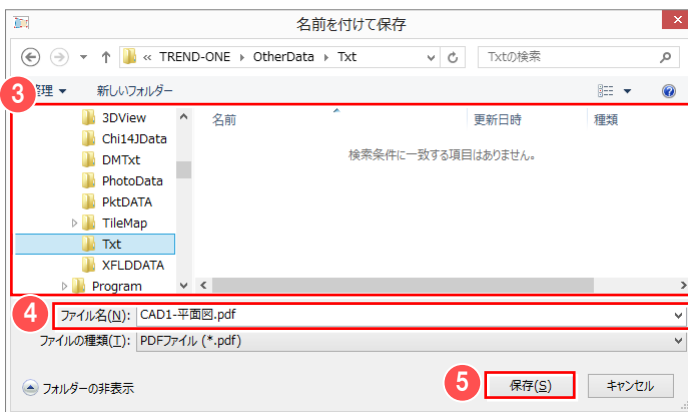 名前を付けて保存
« TREND-ONE › OtherData › Txt
Txtの検索
3
整理 新しいフォルダー
3DView
Chi14JData
DMTxt
PhotoData
PktDATA
TileMap
Txt
XFLDDATA
Program
名前 更新日時 種類
検索条件に一致する項目はありません。
4
ファイル名(N): CAD1-平面図.pdf
ファイルの種類(T): PDFファイル (*.pdf)
フォルダーの非表示
5
保存(S) キャンセル